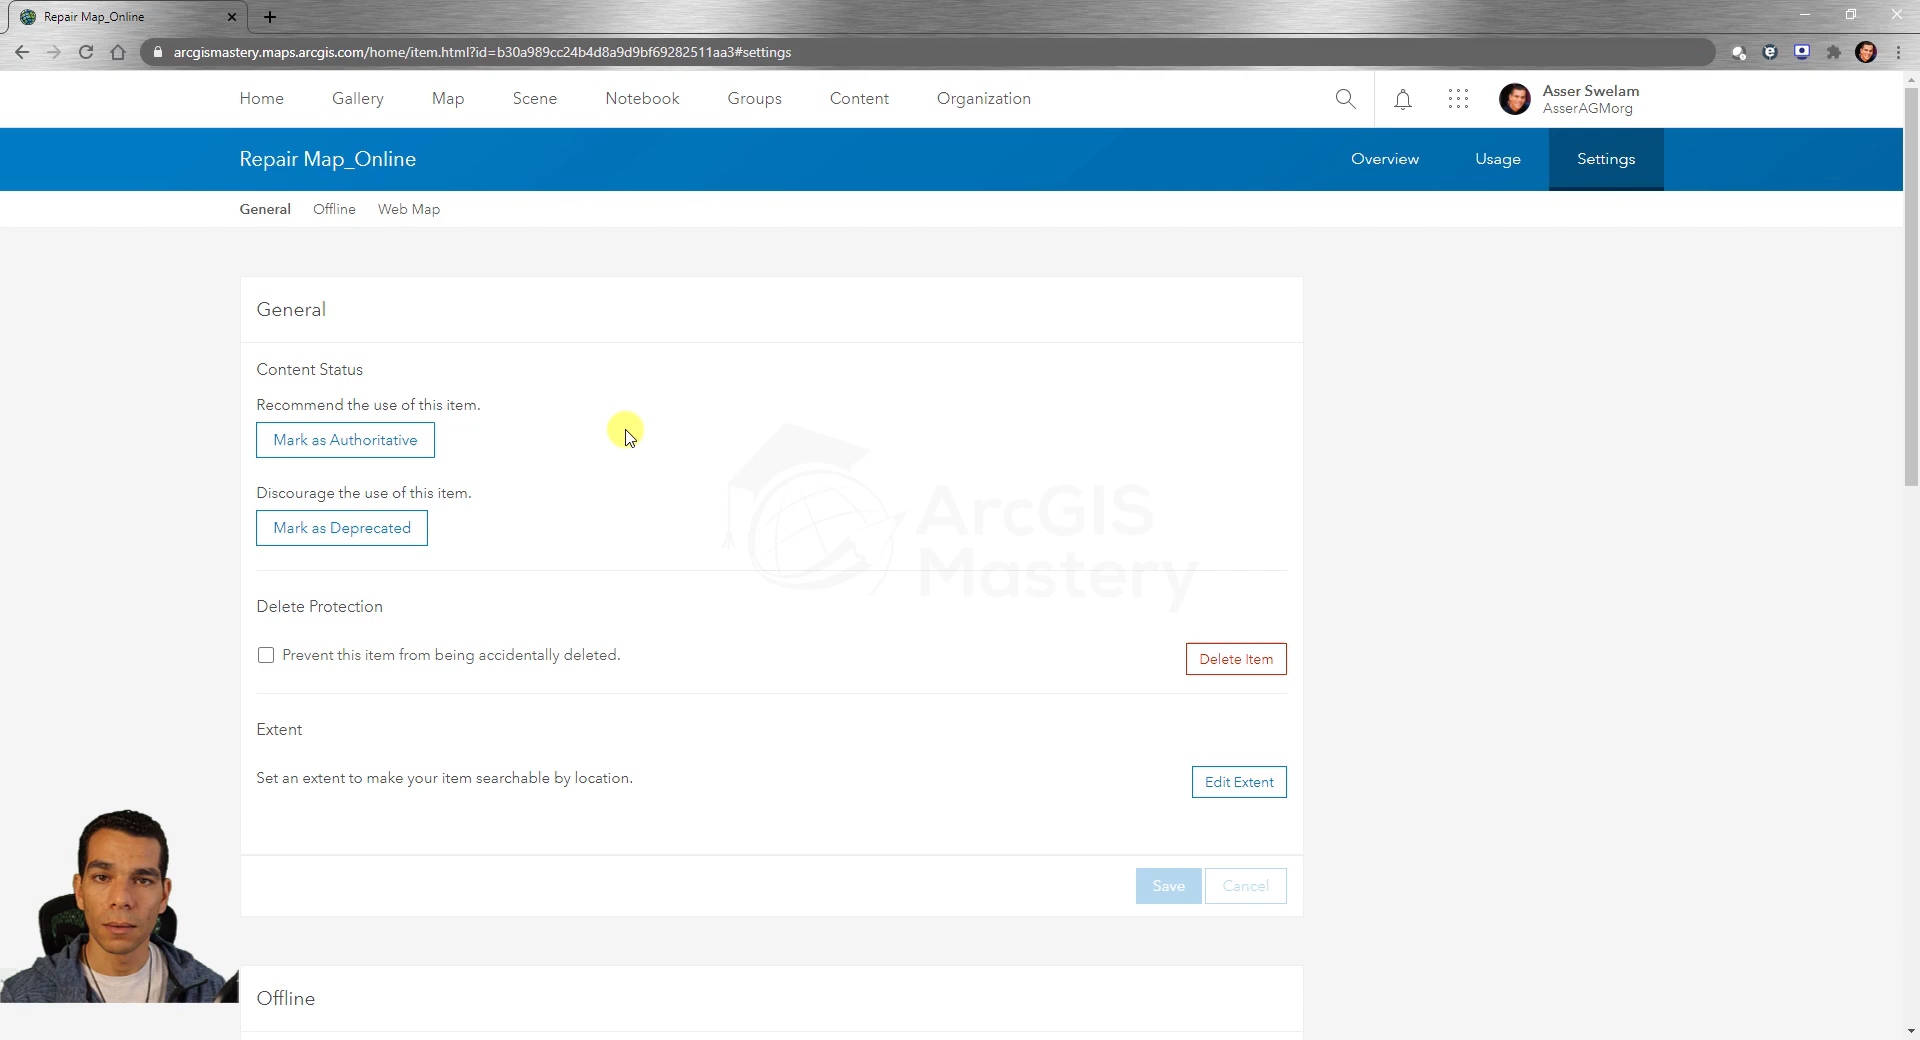 Repair Map_Online
arcgismastery.maps.arcgis.com/home/item.html?id=b30a989cc24b4d8a9d9bf69282511aa3#settings
Home Gallery Map Scene Notebook Groups Content Organization
Asser Swelam
AsserAGMorg
Repair Map_Online
Overview Usage Settings
General Offline Web Map
General
Content Status
Recommend the use of this item.
Mark as Authoritative
Discourage the use of this item.
Mark as Deprecated
ArcGIS
Mastery
Delete Protection
Prevent this item from being accidentally deleted.
Delete Item
Extent
Set an extent to make your item searchable by location.
Edit Extent
Save Cancel
Offline